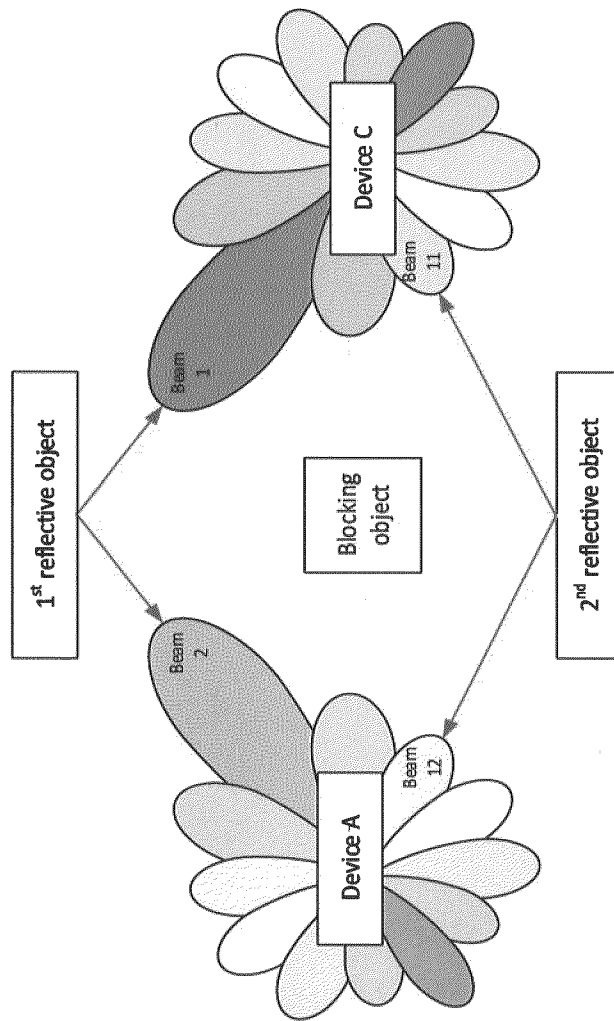 1st reflective object
Beam
2
Beam
1
Device A
Blocking
object
Device C
Beam
12
Beam
11
2nd reflective object